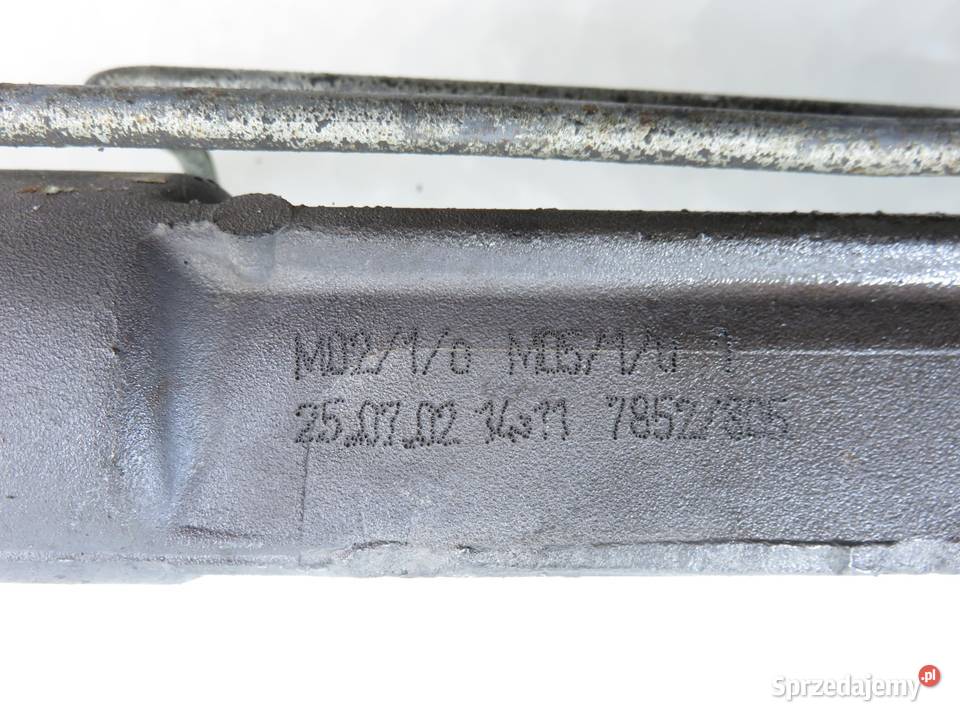 M02/1/0 M05/1/0 1
25.07.02 14:11 7852/305
Sprzedajemy.pl